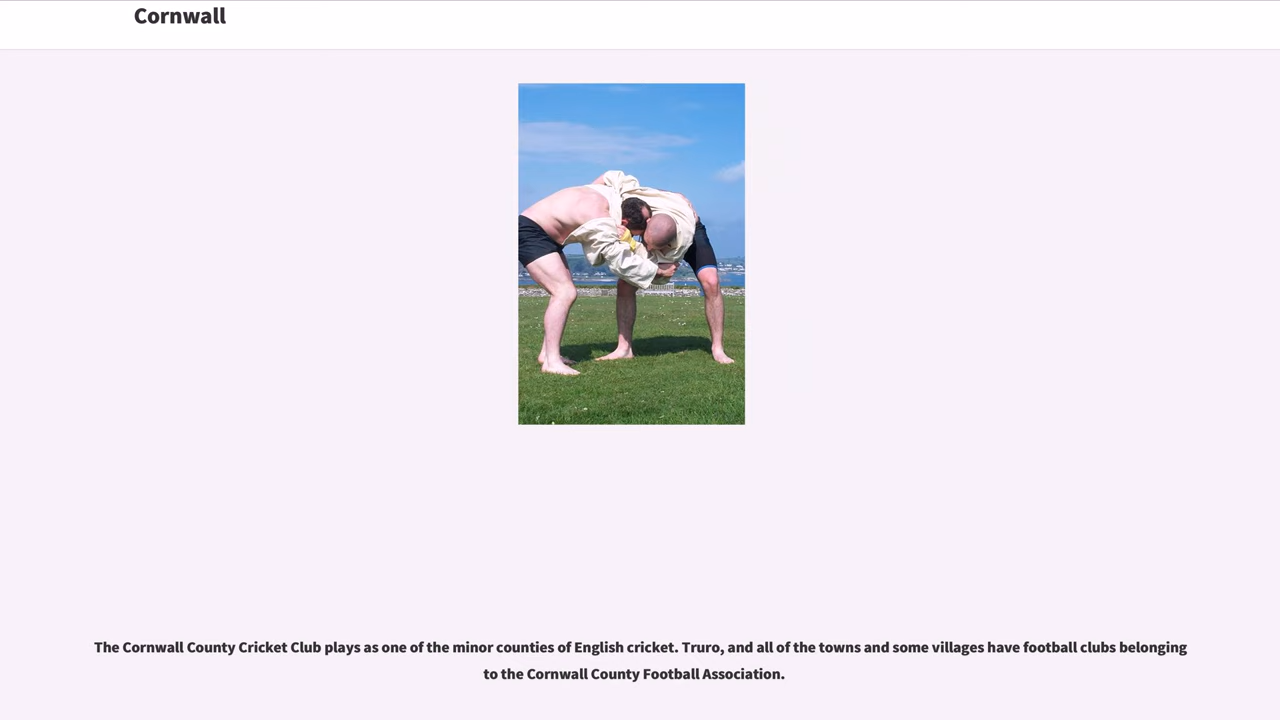 Cornwall
The Cornwall County Cricket Club plays as one of the minor counties of English cricket. Truro, and all of the towns and some villages have football clubs belonging
to the Cornwall County Football Association.